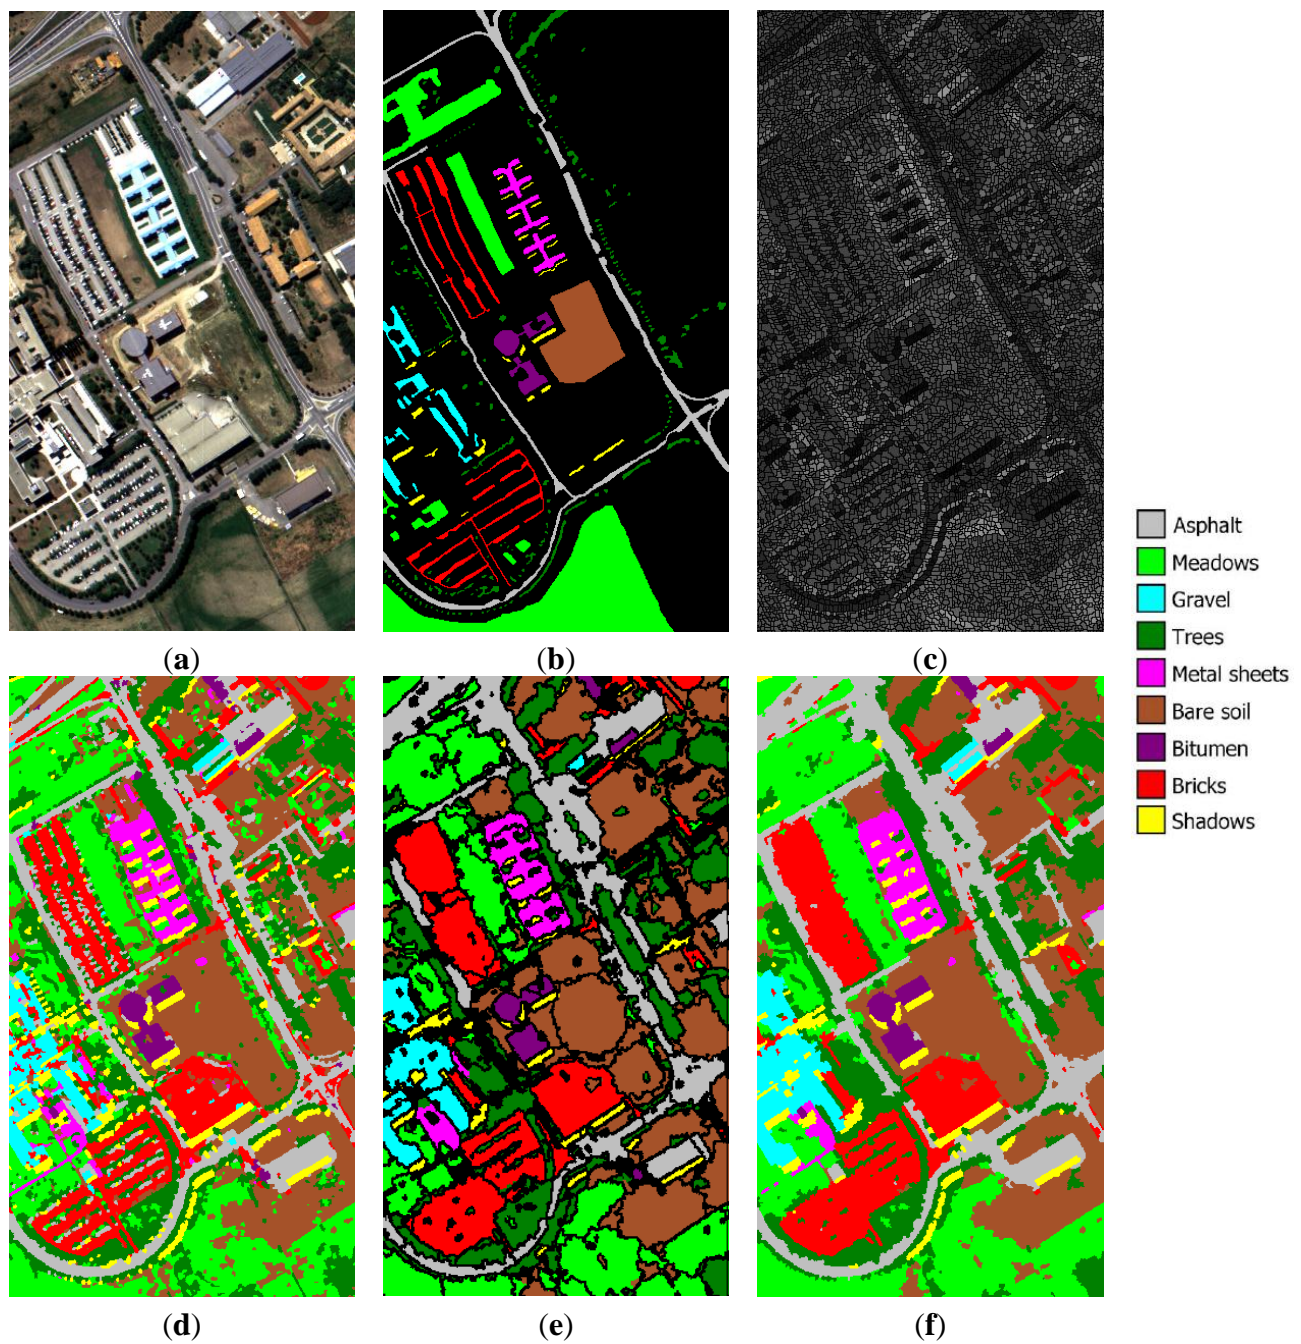 (a)
(b)
(c)
Asphalt
Meadows
Gravel
Trees
Metal sheets
Bare soil
Bitumen
Bricks
Shadows
(d)
(e)
(f)